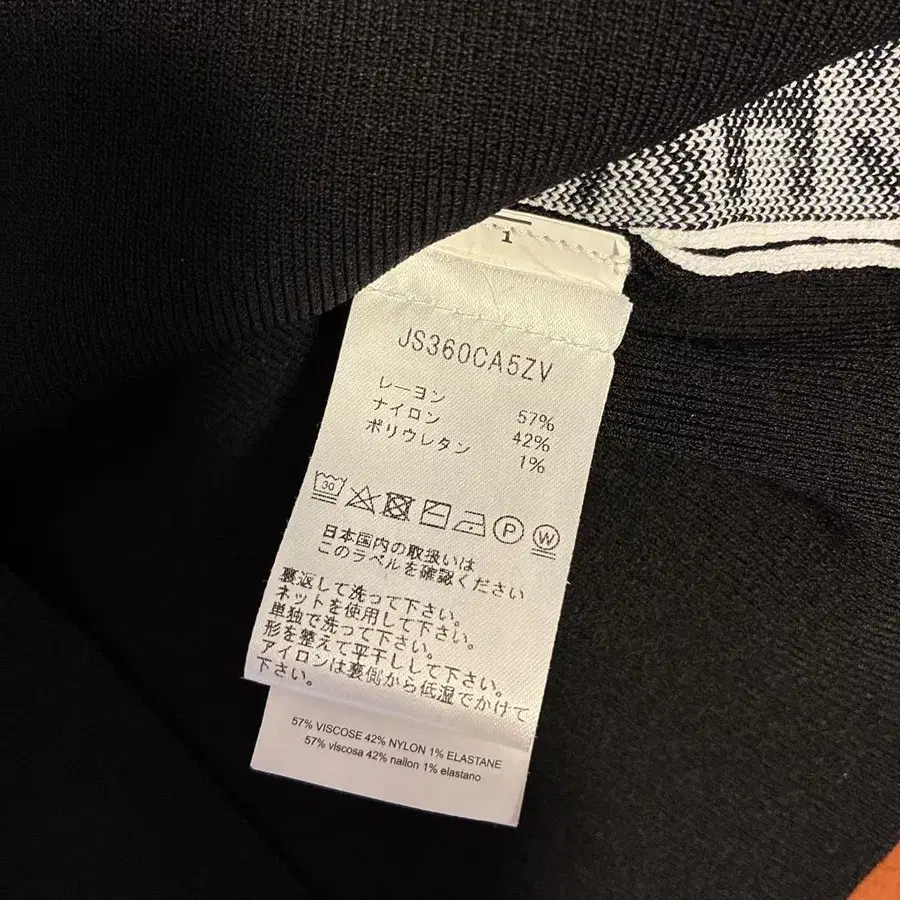 1
JS360CA5ZV
レーヨン 57%
ナイロン 42%
ポリウレタン 1%
30
P
W
日本国内の取扱いは
このラベルを確認ください
裏返して洗って下さい。
ネットを使用して下さい。
単独で洗って下さい。
形を整えて平干しして下さい。
アイロンは裏側から低温でかけて
下さい。
57% VISCOSE 42% NYLON 1% ELASTANE
57% viscosa 42% nailon 1% elastano